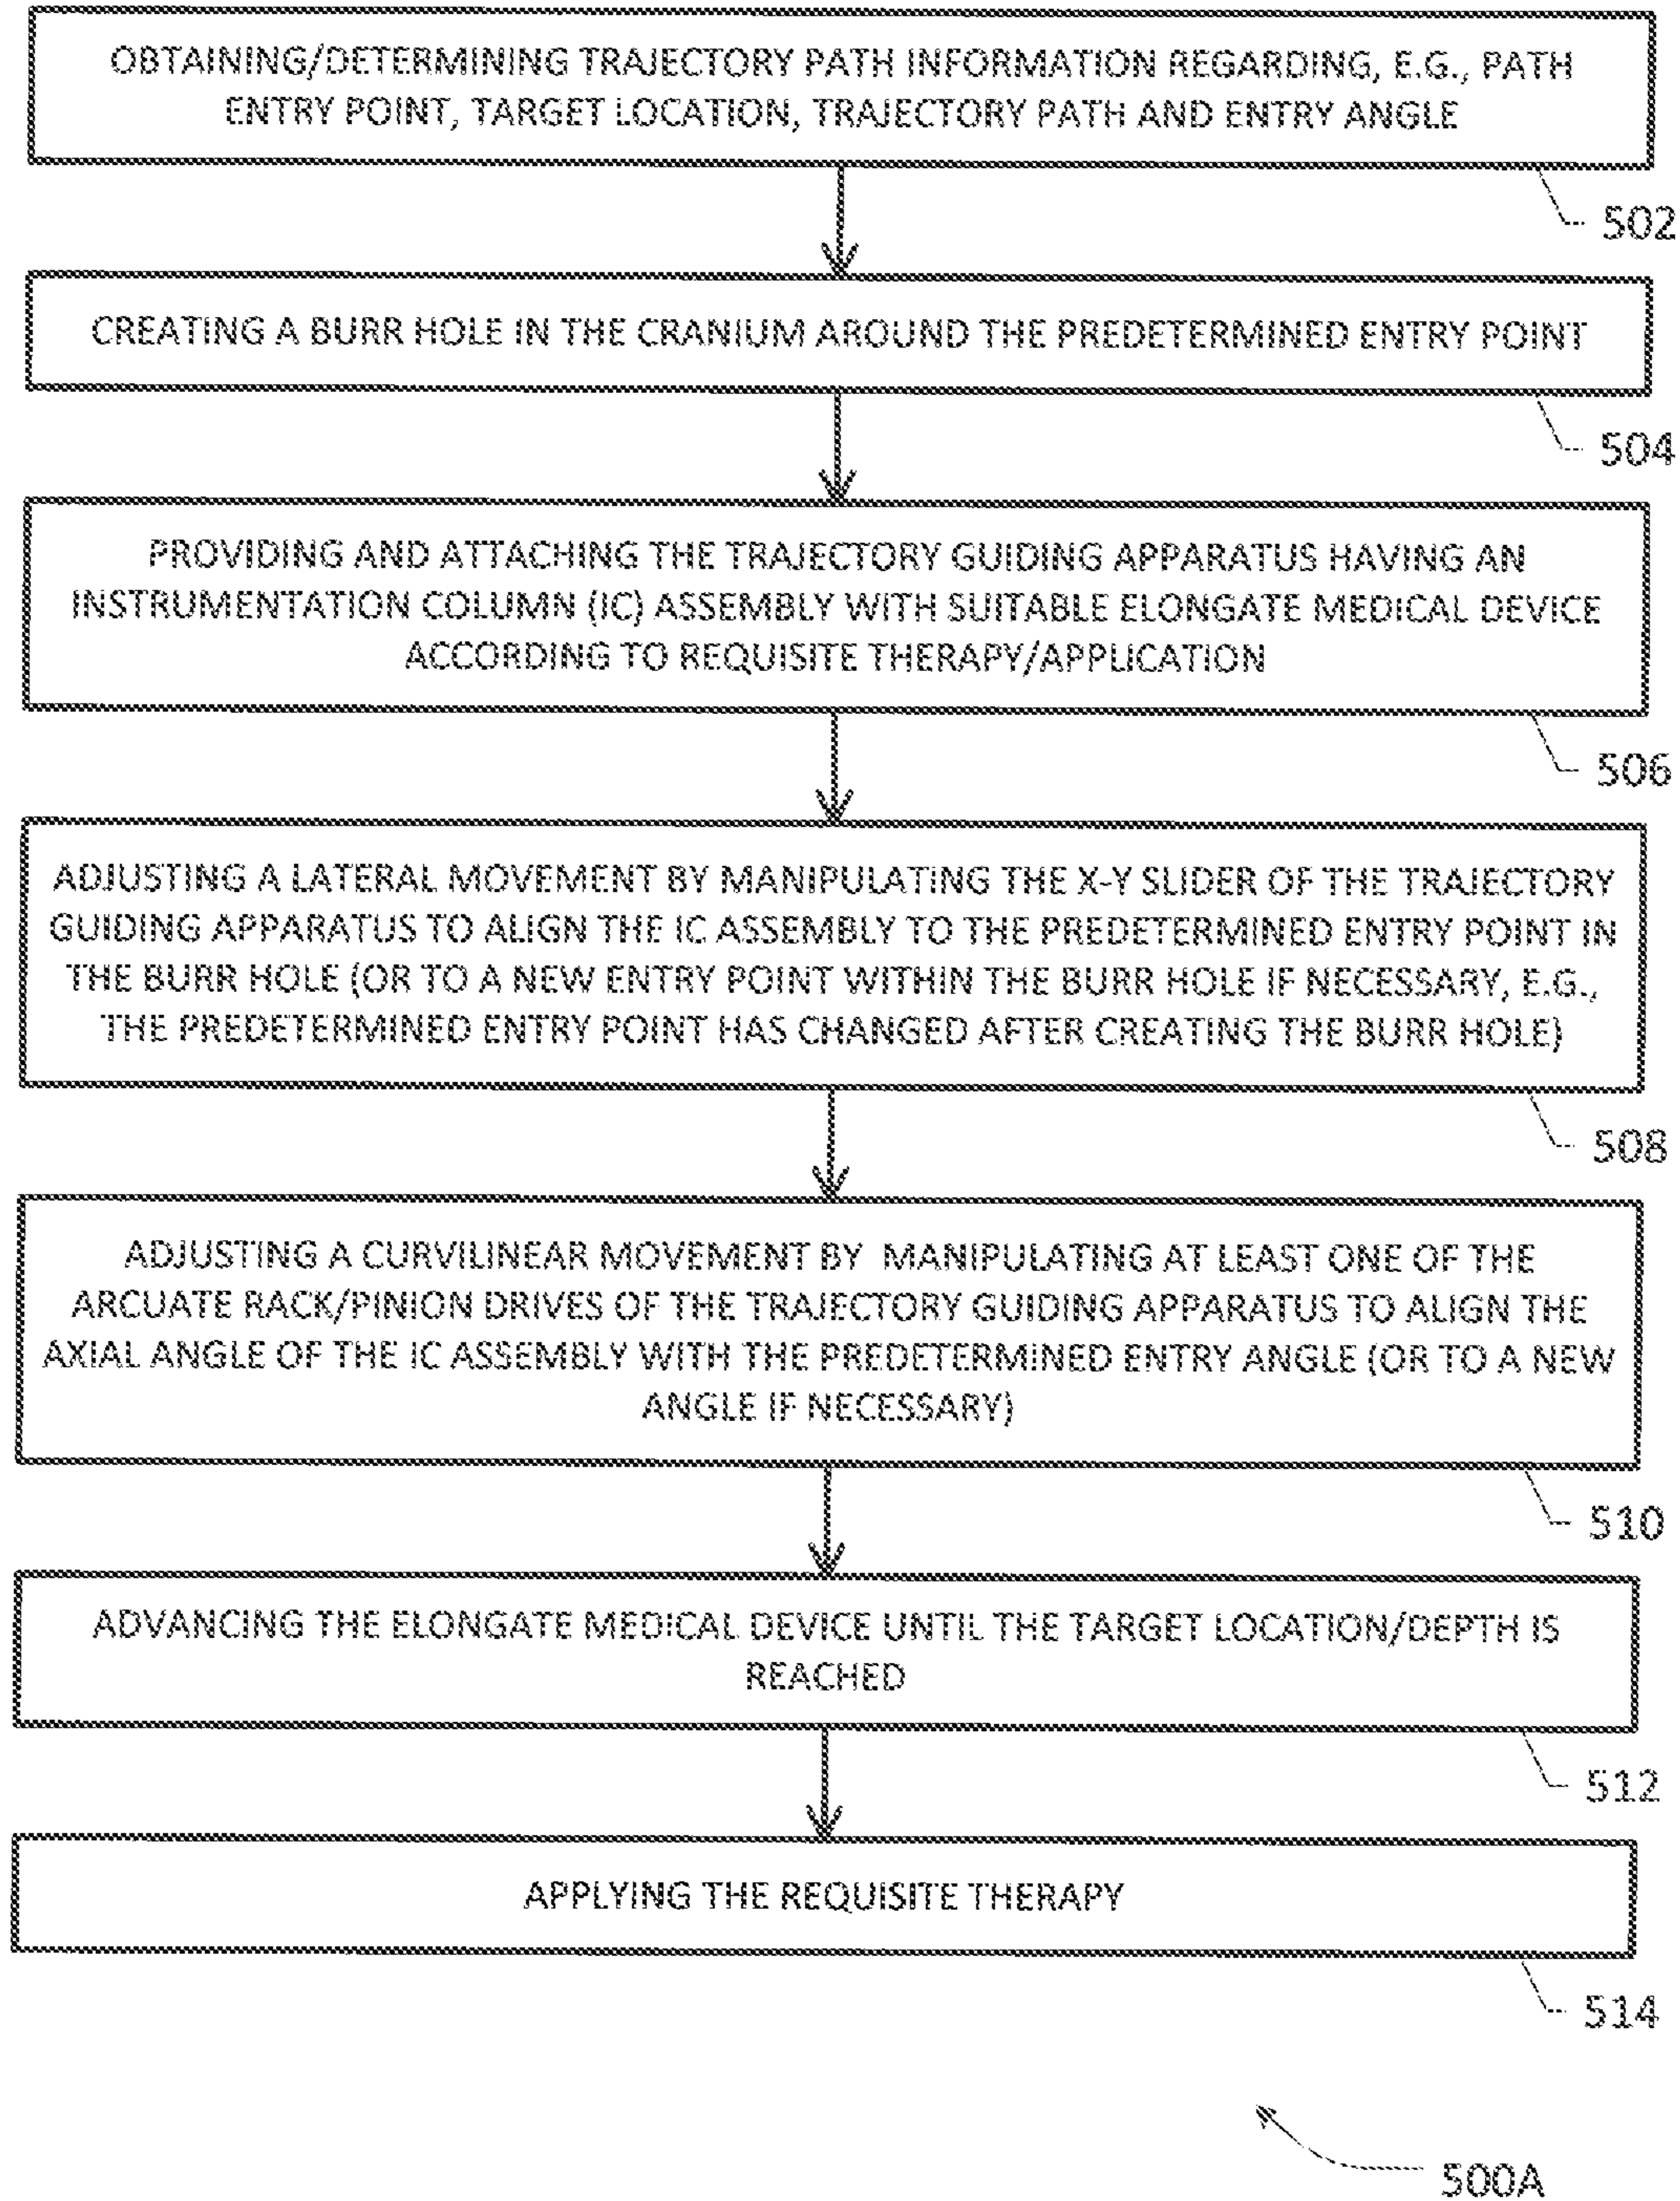 OBTAINING/DETERMINING TRAJECTORY PATH INFORMATION REGARDING, E.G., PATH
ENTRY POINT, TARGET LOCATION, TRAJECTORY PATH AND ENTRY ANGLE
502
CREATING A BURR HOLE IN THE CRANIUM AROUND THE PREDETERMINED ENTRY POINT
504
PROVIDING AND ATTACHING THE TRAJECTORY GUIDING APPARATUS HAVING AN
INSTRUMENTATION COLUMN (IC) ASSEMBLY WITH SUITABLE ELONGATE MEDICAL DEVICE
ACCORDING TO REQUISITE THERAPY/APPLICATION
506
ADJUSTING A LATERAL MOVEMENT BY MANIPULATING THE X-Y SLIDER OF THE TRAJECTORY
GUIDING APPARATUS TO ALIGN THE IC ASSEMBLY TO THE PREDETERMINED ENTRY POINT IN
THE BURR HOLE (OR TO A NEW ENTRY POINT WITHIN THE BURR HOLE IF NECESSARY, E.G.,
THE PREDETERMINED ENTRY POINT HAS CHANGED AFTER CREATING THE BURR HOLE)
508
ADJUSTING A CURVILINEAR MOVEMENT BY MANIPULATING AT LEAST ONE OF THE
ARCUATE RACK/PINION DRIVES OF THE TRAJECTORY GUIDING APPARATUS TO ALIGN THE
AXIAL ANGLE OF THE IC ASSEMBLY WITH THE PREDETERMINED ENTRY ANGLE (OR TO A NEW
ANGLE IF NECESSARY)
510
ADVANCING THE ELONGATE MEDICAL DEVICE UNTIL THE TARGET LOCATION/DEPTH IS
REACHED
512
APPLYING THE REQUISITE THERAPY
514
500A